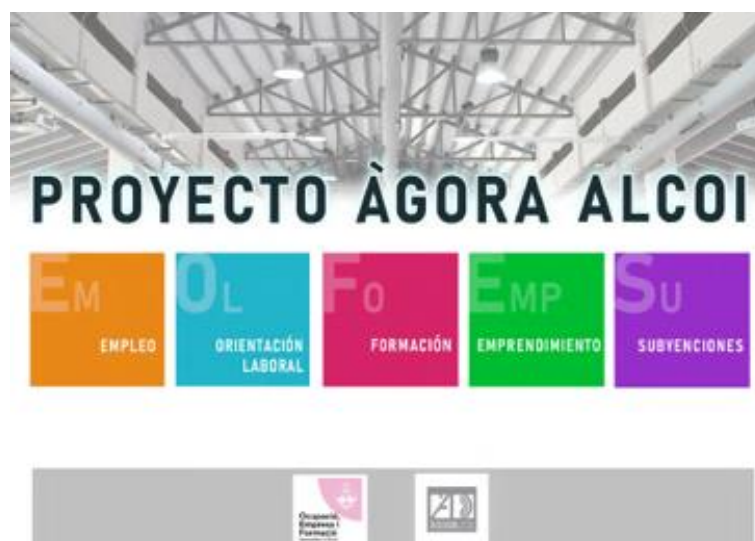 PROYECTO ÀGORA ALCOI
EM
OL
FO
EMP
SU
EMPLEO
ORIENTACIÓN
LABORAL
FORMACIÓN
EMPRENDIMIENTO
SUBVENCIONES
Ocupació,
Empresa i
Formació